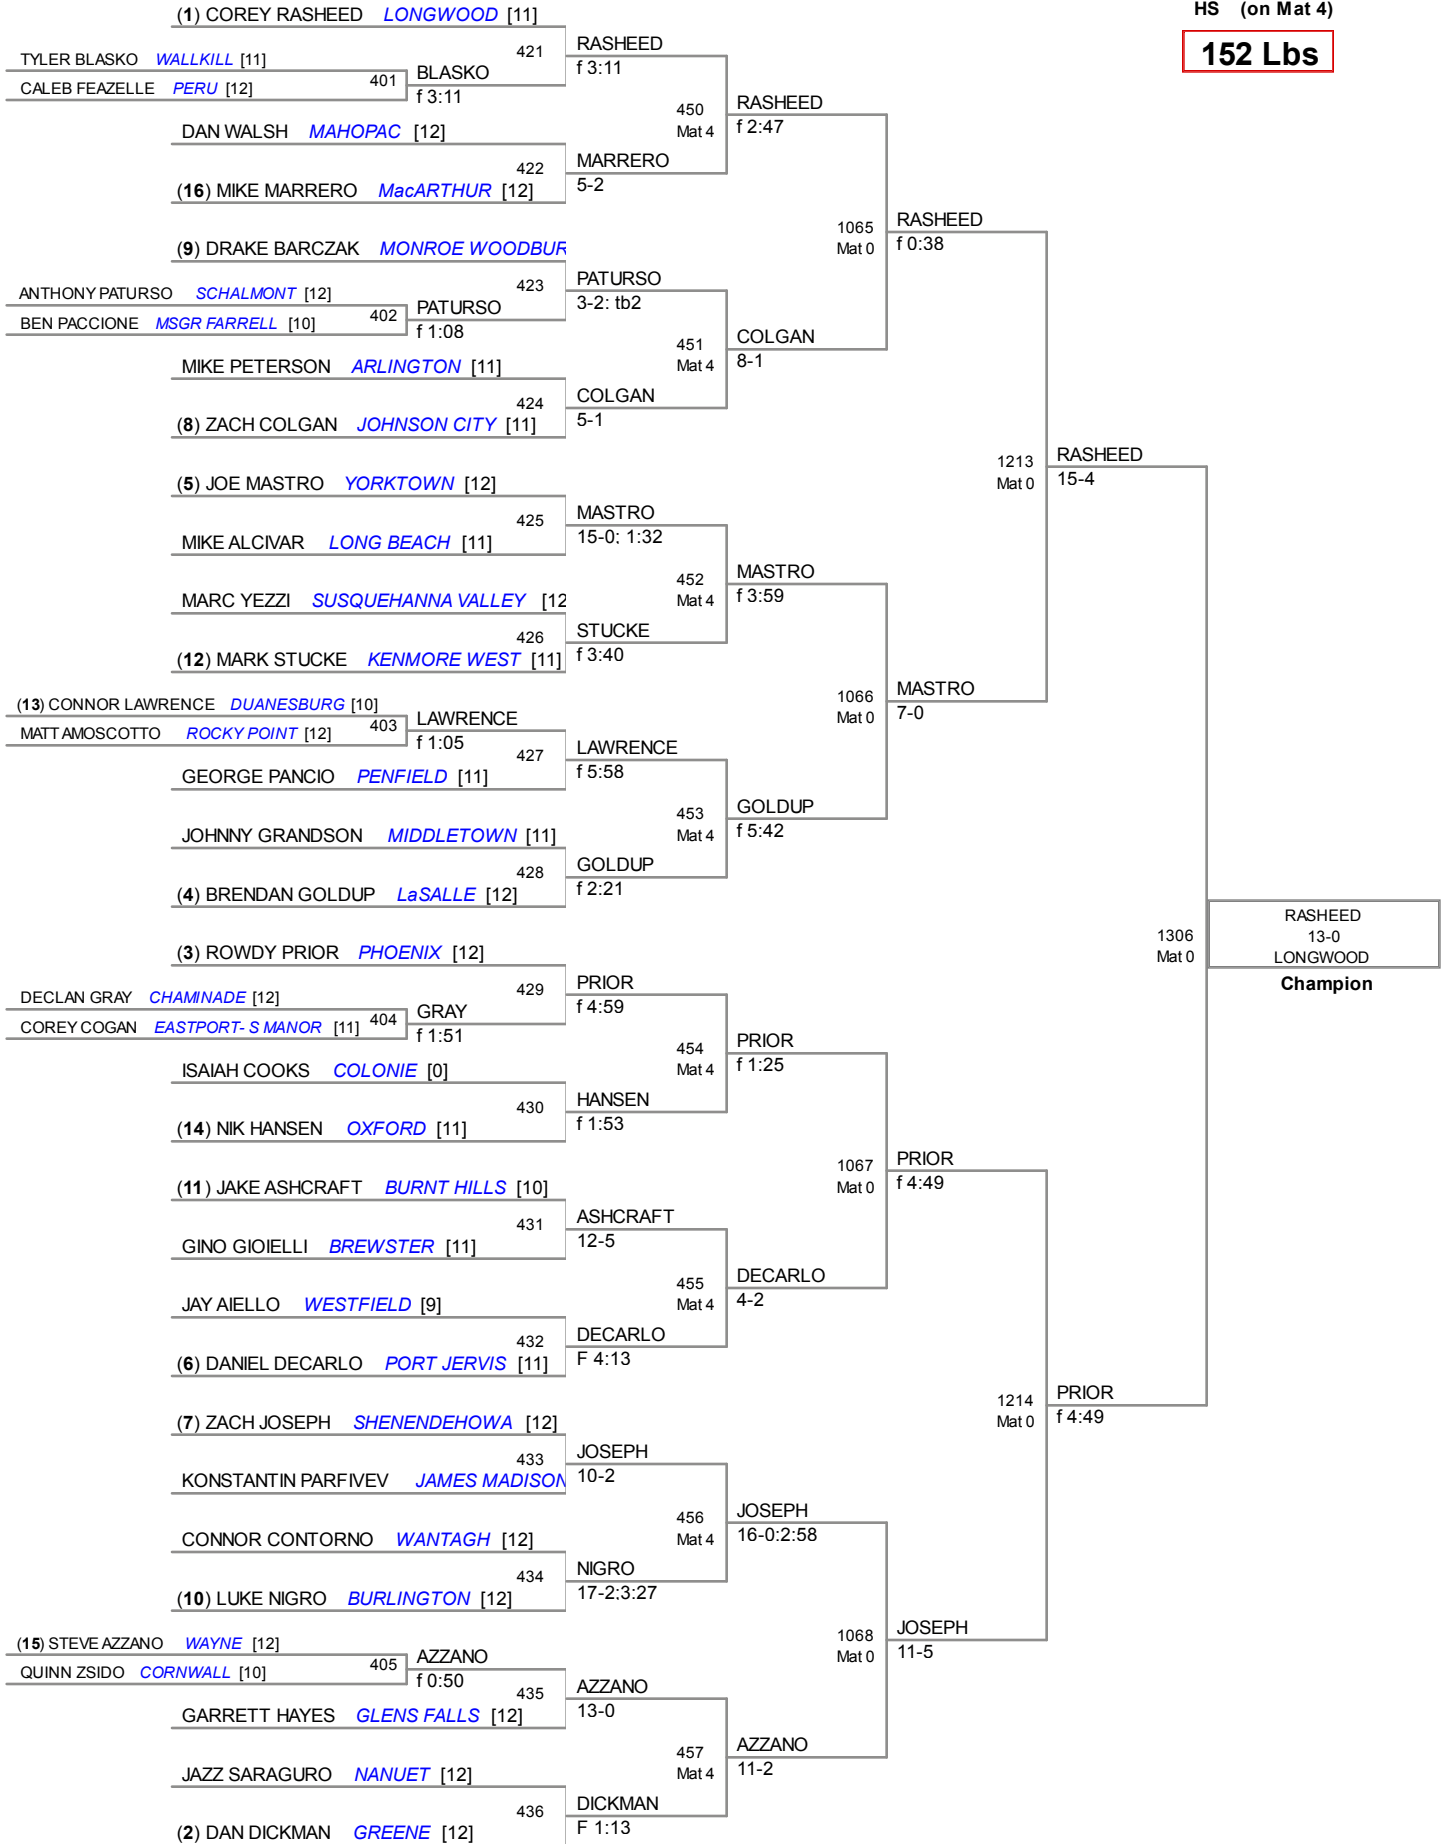 HS (on Mat 4)
152 Lbs
(1) COREY RASHEED LONGWOOD [11]
421
RASHEED
f 3:11
TYLER BLASKO WALLKILL [11]
401
BLASKO
f 3:11
CALEB FEAZELLE PERU [12]
450
Mat 4
RASHEED
f 2:47
DAN WALSH MAHOPAC [12]
422
MARRERO
5-2
(16) MIKE MARRERO MacARTHUR [12]
1065
Mat 0
RASHEED
f 0:38
(9) DRAKE BARCZAK MONROE WOODBUR
423
PATURSO
3-2: tb2
ANTHONY PATURSO SCHALMONT [12]
402
PATURSO
f 1:08
BEN PACCIONE MSGR FARRELL [10]
451
Mat 4
COLGAN
8-1
MIKE PETERSON ARLINGTON [11]
424
COLGAN
5-1
(8) ZACH COLGAN JOHNSON CITY [11]
1213
Mat 0
RASHEED
15-4
(5) JOE MASTRO YORKTOWN [12]
425
MASTRO
15-0: 1:32
MIKE ALCIVAR LONG BEACH [11]
452
Mat 4
MASTRO
f 3:59
MARC YEZZI SUSQUEHANNA VALLEY [12
426
STUCKE
f 3:40
(12) MARK STUCKE KENMORE WEST [11]
1066
Mat 0
MASTRO
7-0
(13) CONNOR LAWRENCE DUANESBURG [10]
403
LAWRENCE
f 1:05
MATT AMOSCOTTO ROCKY POINT [12]
427
LAWRENCE
f 5:58
GEORGE PANCIO PENFIELD [11]
453
Mat 4
GOLDUP
f 5:42
JOHNNY GRANDSON MIDDLETOWN [11]
428
GOLDUP
f 2:21
(4) BRENDAN GOLDUP LaSALLE [12]
1306
Mat 0
RASHEED
13-0
LONGWOOD
Champion
(3) ROWDY PRIOR PHOENIX [12]
429
PRIOR
f 4:59
DECLAN GRAY CHAMINADE [12]
404
GRAY
f 1:51
COREY COGAN EASTPORT- S MANOR [11]
454
Mat 4
PRIOR
f 1:25
ISAIAH COOKS COLONIE [0]
430
HANSEN
f 1:53
(14) NIK HANSEN OXFORD [11]
1067
Mat 0
PRIOR
f 4:49
(11) JAKE ASHCRAFT BURNT HILLS [10]
431
ASHCRAFT
12-5
GINO GIOIELLI BREWSTER [11]
455
Mat 4
DECARLO
4-2
JAY AIELLO WESTFIELD [9]
432
DECARLO
F 4:13
(6) DANIEL DECARLO PORT JERVIS [11]
1214
Mat 0
PRIOR
f 4:49
(7) ZACH JOSEPH SHENENDEHOWA [12]
433
JOSEPH
10-2
KONSTANTIN PARFIVEV JAMES MADISON
456
Mat 4
JOSEPH
16-0:2:58
CONNOR CONTORNO WANTAGH [12]
434
NIGRO
17-2;3:27
(10) LUKE NIGRO BURLINGTON [12]
1068
Mat 0
JOSEPH
11-5
(15) STEVE AZZANO WAYNE [12]
405
AZZANO
f 0:50
QUINN ZSIDO CORNWALL [10]
435
AZZANO
13-0
GARRETT HAYES GLENS FALLS [12]
457
Mat 4
AZZANO
11-2
JAZZ SARAGURO NANUET [12]
436
DICKMAN
F 1:13
(2) DAN DICKMAN GREENE [12]